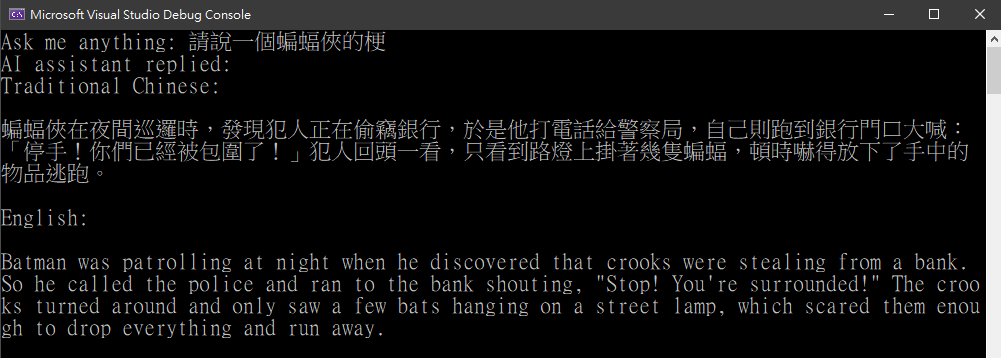 Microsoft Visual Studio Debug Console
Ask me anything: 請說一個蝙蝠俠的梗
AI assistant replied:
Traditional Chinese:
蝙蝠俠在夜間巡邏時，發現犯人正在偷竊銀行，於是他打電話給警察局，自己則跑到銀行門口大喊：
「停手！你們已經被包圍了！」犯人回頭一看，只看到路燈上掛著幾隻蝙蝠，頓時嚇得放下了手中的
物品逃跑。
English:
Batman was patrolling at night when he discovered that crooks were stealing from a bank.
So he called the police and ran to the bank shouting, "Stop! You're surrounded!" The croo
ks turned around and only saw a few bats hanging on a street lamp, which scared them enou
gh to drop everything and run away.